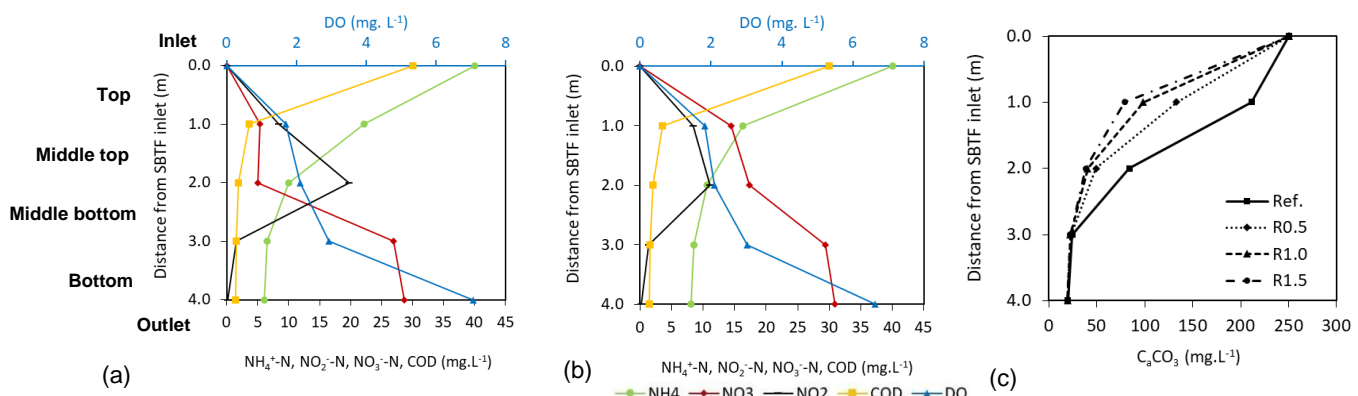 DO (mg. L-1)
Inlet
0 2 4 6 8
0.0
Top
1.0
Middle top
2.0
Middle bottom
3.0
Bottom
4.0
Outlet
Distance from SBTF inlet (m)
0 5 10 15 20 25 30 35 40 45
NH4+-N, NO2--N, NO3--N, COD (mg.L-1)
(a)
DO (mg. L-1)
0 2 4 6 8
0.0
1.0
2.0
3.0
4.0
Distance from SBTF inlet (m)
0 5 10 15 20 25 30 35 40 45
NH4+-N, NO2--N, NO3--N, COD (mg.L-1)
(b)
NH4 NO3 NO2 COD DO
0.0
1.0
2.0
3.0
4.0
Distance from SBTF inlet (m)
Ref.
R0.5
R1.0
R1.5
0 50 100 150 200 250 300
CaCO3 (mg.L-1)
(c)